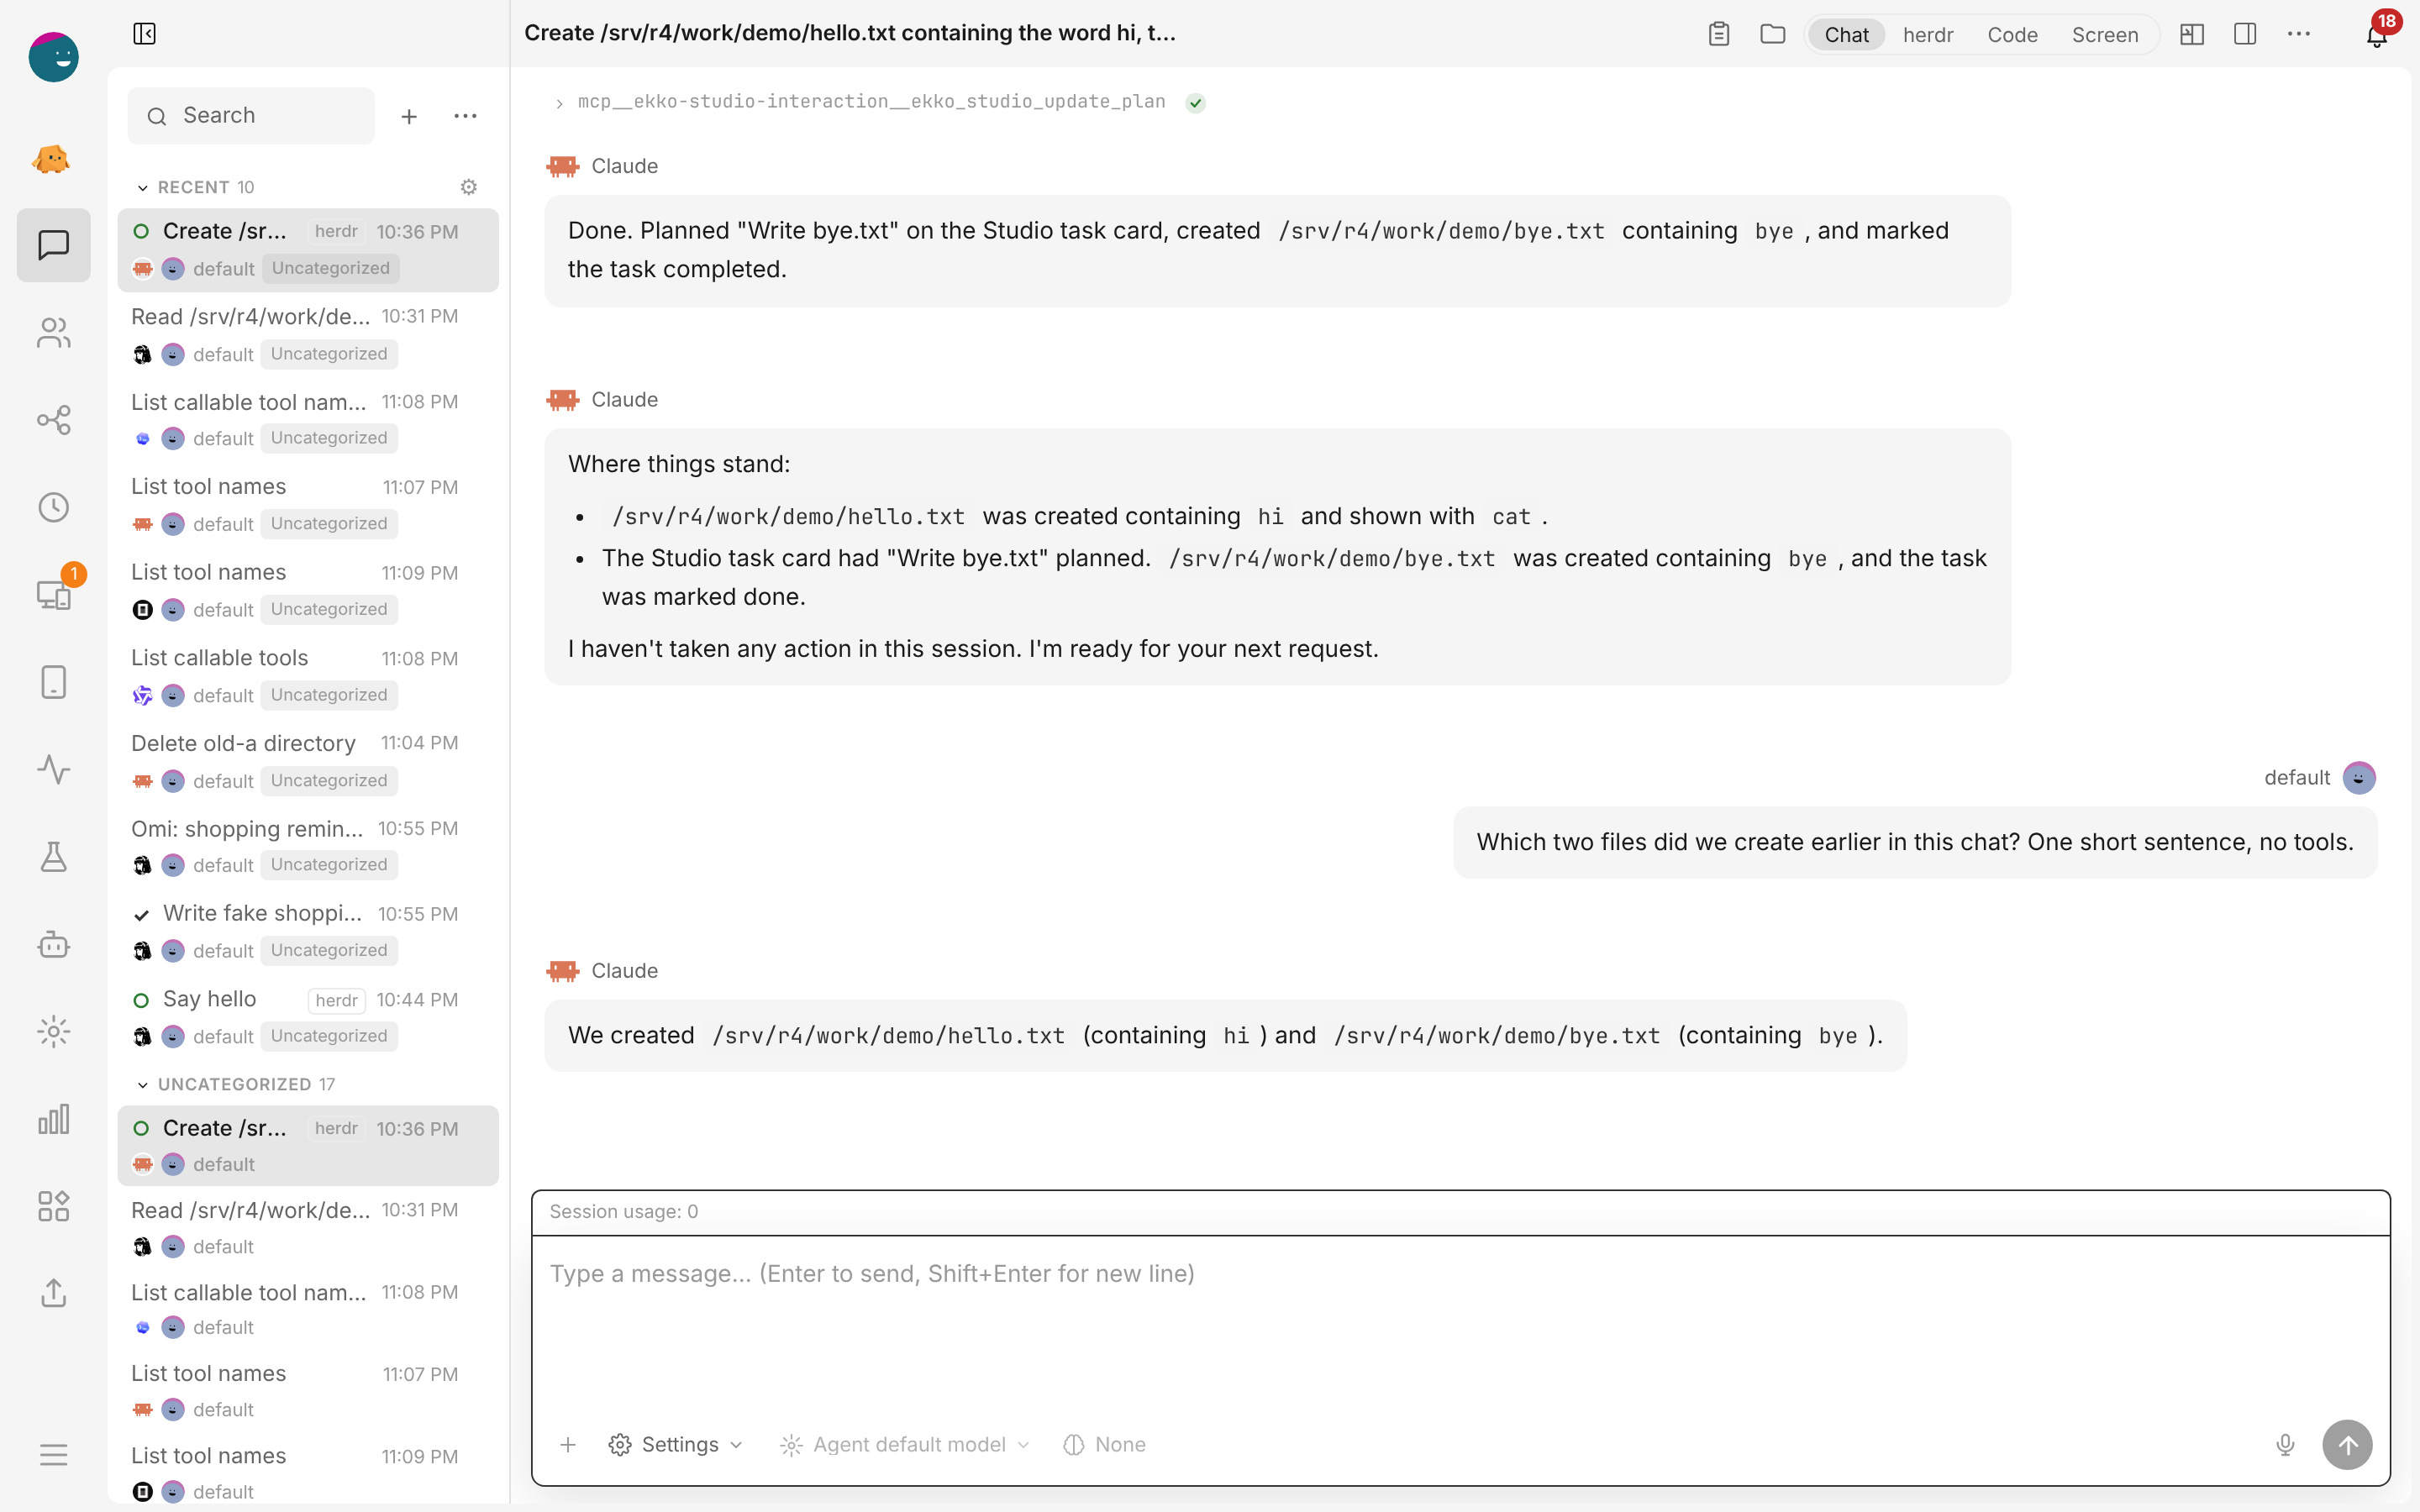 Create /srv/r4/work/demo/hello.txt containing the word hi, t...
Chat herdr Code Screen
18
Search
RECENT 10
Create /sr... herdr 10:36 PM
default Uncategorized
Read /srv/r4/work/de... 10:31 PM
default Uncategorized
List callable tool nam... 11:08 PM
default Uncategorized
List tool names 11:07 PM
default Uncategorized
1
List tool names 11:09 PM
default Uncategorized
List callable tools 11:08 PM
default Uncategorized
Delete old-a directory 11:04 PM
default Uncategorized
Omi: shopping remin... 10:55 PM
default Uncategorized
Write fake shoppi... 10:55 PM
default Uncategorized
Say hello herdr 10:44 PM
default Uncategorized
UNCATEGORIZED 17
Create /sr... herdr 10:36 PM
default
Read /srv/r4/work/de... 10:31 PM
default
List callable tool nam... 11:08 PM
default
List tool names 11:07 PM
default
List tool names 11:09 PM
default
mcp__ekko-studio-interaction__ekko_studio_update_plan
Claude
Done. Planned "Write bye.txt" on the Studio task card, created /srv/r4/work/demo/bye.txt containing bye , and marked
the task completed.
Claude
Where things stand:
• /srv/r4/work/demo/hello.txt was created containing hi and shown with cat .
• The Studio task card had "Write bye.txt" planned. /srv/r4/work/demo/bye.txt was created containing bye , and the task
was marked done.
I haven't taken any action in this session. I'm ready for your next request.
default
Which two files did we create earlier in this chat? One short sentence, no tools.
Claude
We created /srv/r4/work/demo/hello.txt (containing hi ) and /srv/r4/work/demo/bye.txt (containing bye ).
Session usage: 0
Type a message... (Enter to send, Shift+Enter for new line)
Settings Agent default model None